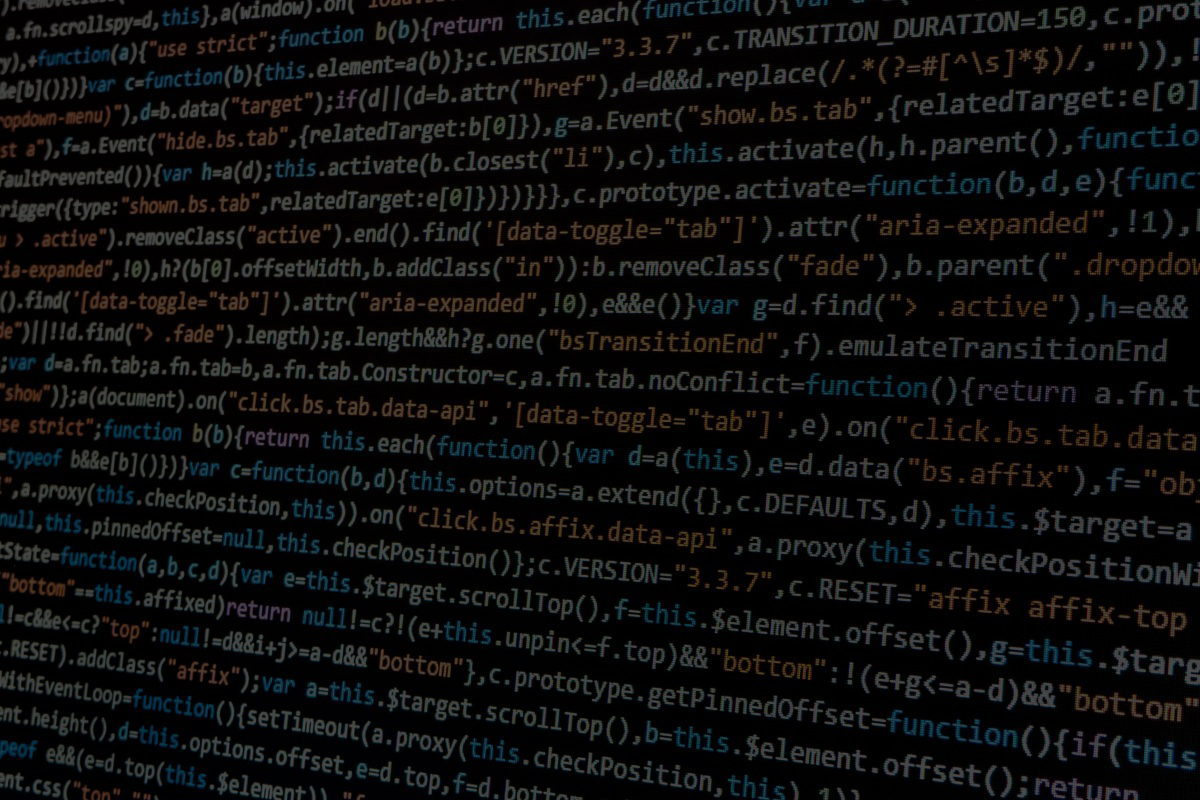 a.fn.scrollspy=d,this},a(window).on(
),+function(a){"use strict";function b(b){return this.each(function(){var
e[b]()})}var c=function(b){this.element=a(b)};c.VERSION="3.3.7",c.TRANSITION_DURATION=150,c.prot
ropdown-menu)"),d=b.data("target");if(d||(d=b.attr("href"),d=d&&d.replace(/.*(?=#[^\s]*$)/,"")),!
st a"),f=a.Event("hide.bs.tab",{relatedTarget:b[0]}),g=a.Event("show.bs.tab",{relatedTarget:e[0]
faultPrevented()){var h=a(d);this.activate(b.closest("li"),c),this.activate(h,h.parent(),functio
rigger({type:"shown.bs.tab",relatedTarget:e[0]})})}}},c.prototype.activate=function(b,d,e){func
> .active").removeClass("active").end().find('[data-toggle="tab"]').attr("aria-expanded",!1),
ria-expanded",!0),h?(b[0].offsetWidth,b.addClass("in")):b.removeClass("fade"),b.parent(".dropdow
().find('[data-toggle="tab"]').attr("aria-expanded",!0),e&&e()}var g=d.find("> .active"),h=e&&
de")||!!d.find("> .fade").length);g.length&&h?g.one("bsTransitionEnd",f).emulateTransitionEnd
;var d=a.fn.tab;a.fn.tab=b,a.fn.tab.Constructor=c,a.fn.tab.noConflict=function(){return a.fn.t
"show")};a(document).on("click.bs.tab.data-api",'[data-toggle="tab"]',e).on("click.bs.tab.data
use strict";function b(b){return this.each(function(){var d=a(this),e=d.data("bs.affix"),f="ob
=typeof b&&e[b]()})}var c=function(b,d){this.options=a.extend({},c.DEFAULTS,d),this.$target=a
",a.proxy(this.checkPosition,this)).on("click.bs.affix.data-api",a.proxy(this.checkPositionWi
null,this.pinnedOffset=null,this.checkPosition()};c.VERSION="3.3.7",c.RESET="affix affix-top
tState=function(a,b,c,d){var e=this.$target.scrollTop(),f=this.$element.offset(),g=this.$targ
"bottom"==this.affixed)return null!=c?!(e+this.unpin<=f.top)&&"bottom":!(e+g<=a-d)&&"bottom"
l!=c&&e<=c?"top":null!=d&&i+j>=a-d&&"bottom"},c.prototype.getPinnedOffset=function(){if(this
.RESET).addClass("affix");var a=this.$target.scrollTop(),b=this.$element.offset();return
WithEventLoop=function(){setTimeout(a.proxy(this.checkPosition,this),1)}
ent.height(),d=this.options.offset,e=d.top,f=d.bottom
peof e&&(e=d.top(this.$element)),
ent.css("top","")